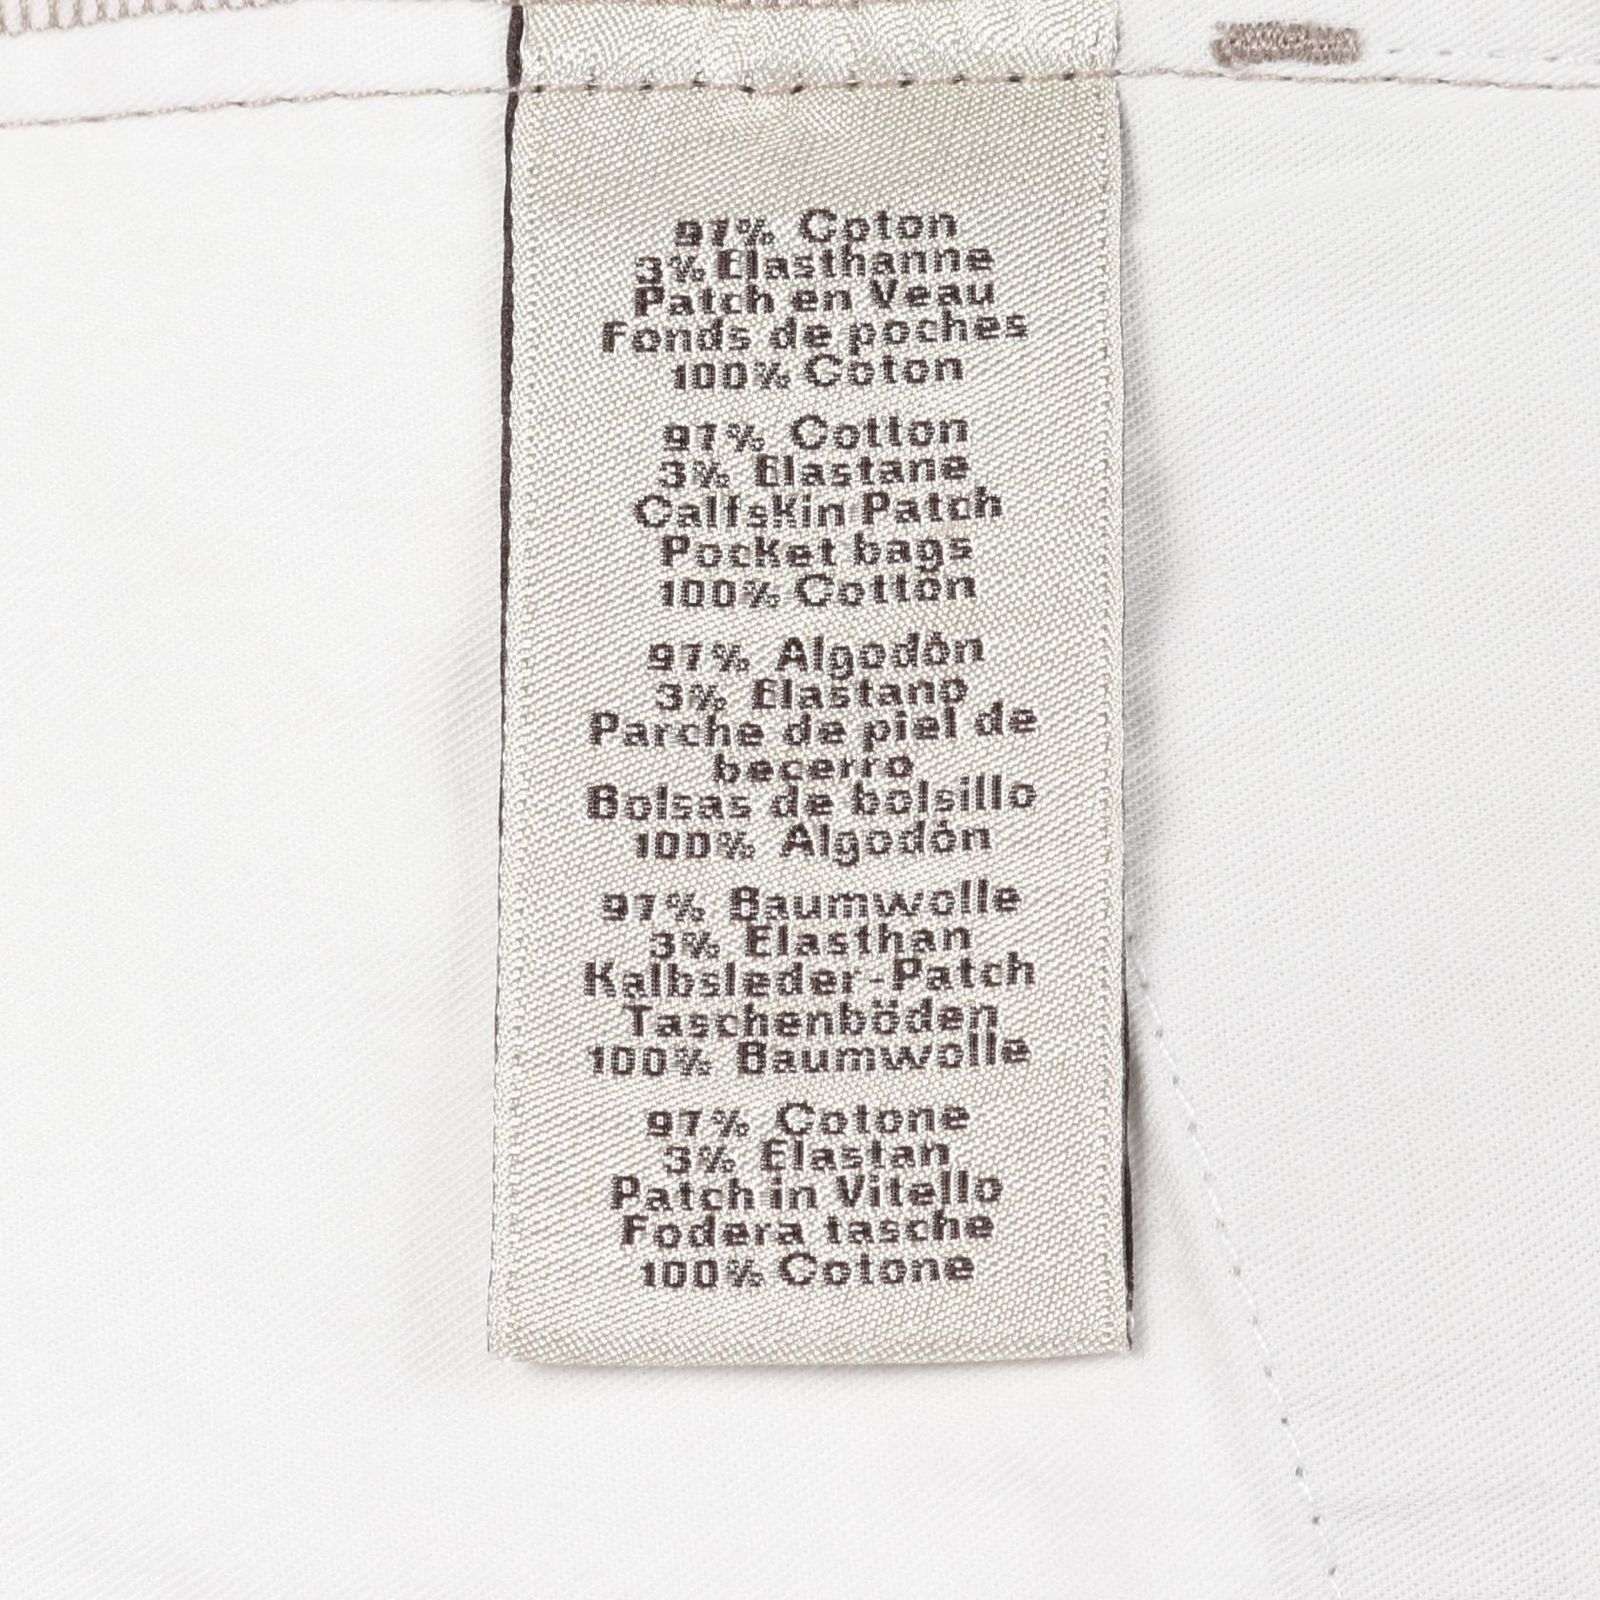 97% Coton
3% Elasthanne
Patch en Veau
Fonds de poches
100% Coton
97% Cotton
3% Elastane
Calfskin Patch
Pocket bags
100% Cotton
97% Algodón
3% Elastano
Parche de piel de
becerro
Bolsas de bolsillo
100% Algodón
97% Baumwolle
3% Elasthan
Kalbsleder-Patch
Taschenböden
100% Baumwolle
97% Cotone
3% Elastan
Patch in Vitello
Fodera tasche
100% Cotone